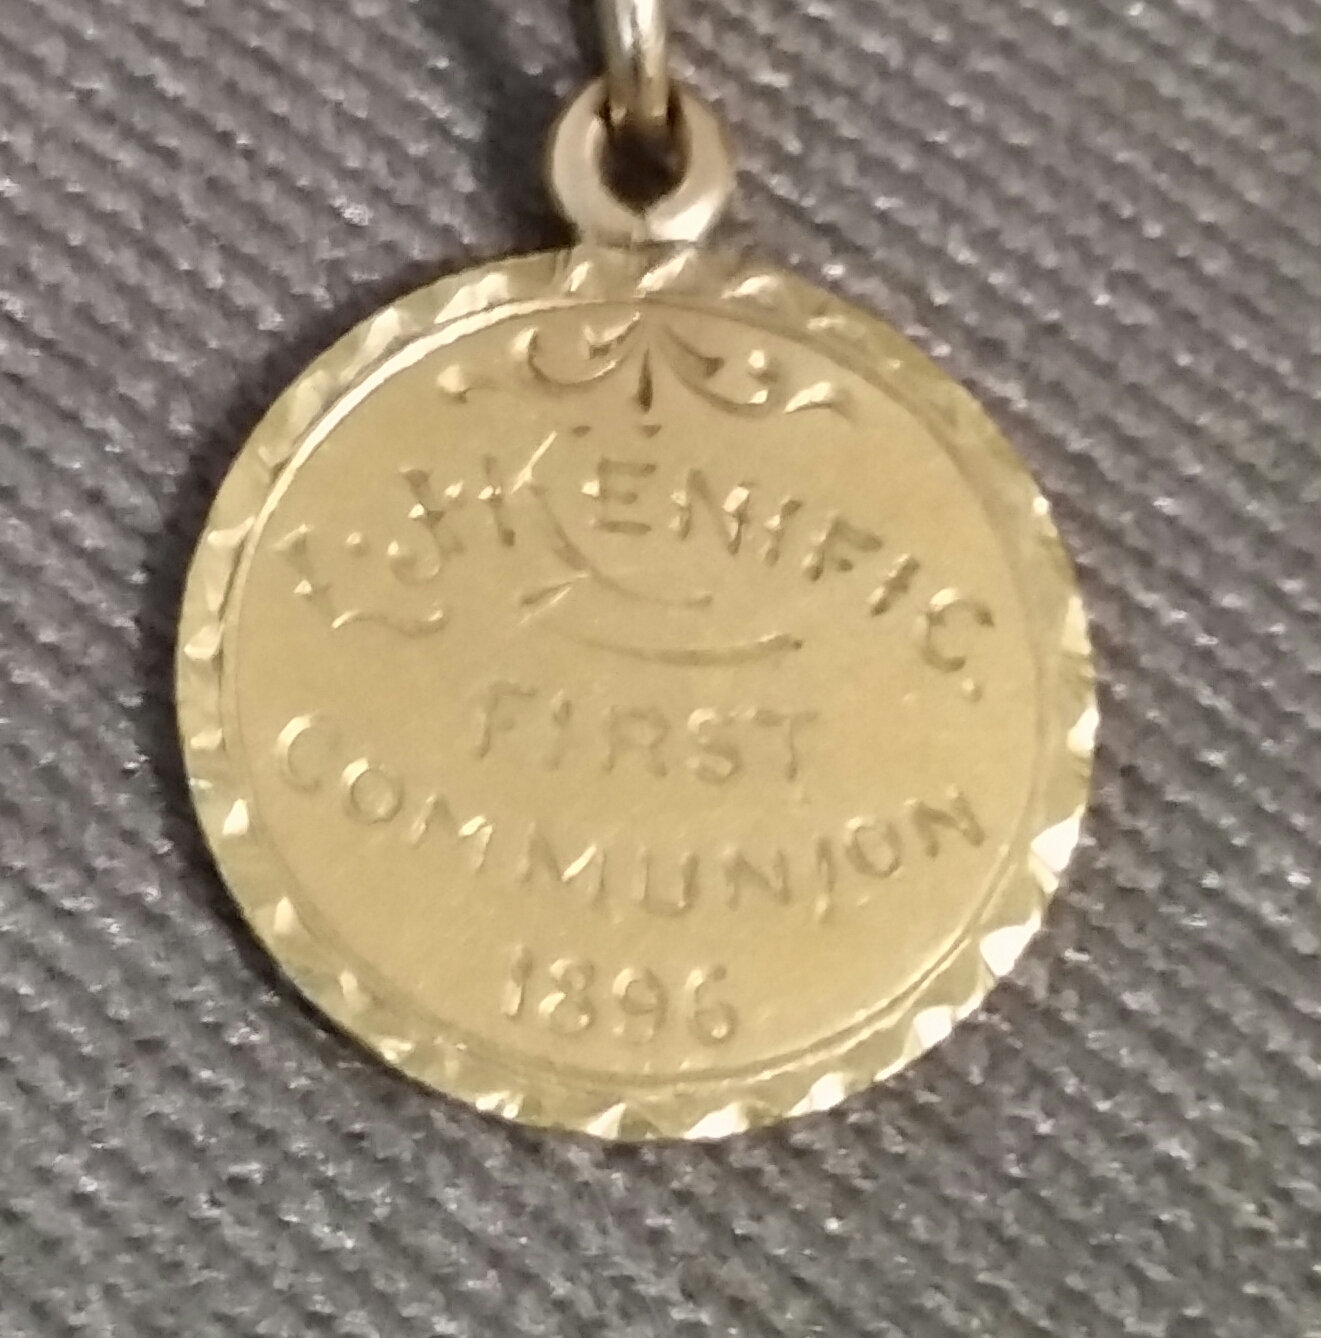 L. J. KENIFIC.
FIRST
COMMUNION
1896